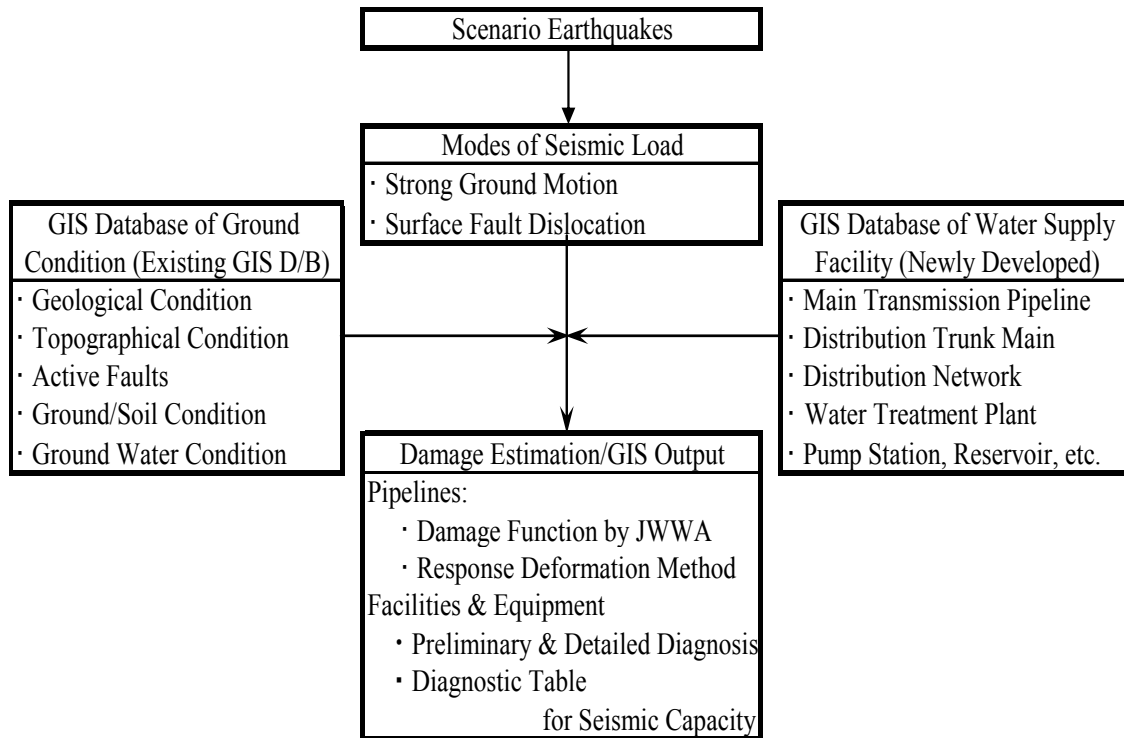 Scenario Earthquakes
Modes of Seismic Load
· Strong Ground Motion
· Surface Fault Dislocation
GIS Database of Ground
Condition (Existing GIS D/B)
· Geological Condition
· Topographical Condition
· Active Faults
· Ground/Soil Condition
· Ground Water Condition
GIS Database of Water Supply
Facility (Newly Developed)
· Main Transmission Pipeline
· Distribution Trunk Main
· Distribution Network
· Water Treatment Plant
· Pump Station, Reservoir, etc.
Damage Estimation/GIS Output
Pipelines:
· Damage Function by JWWA
· Response Deformation Method
Facilities & Equipment
· Preliminary & Detailed Diagnosis
· Diagnostic Table
for Seismic Capacity